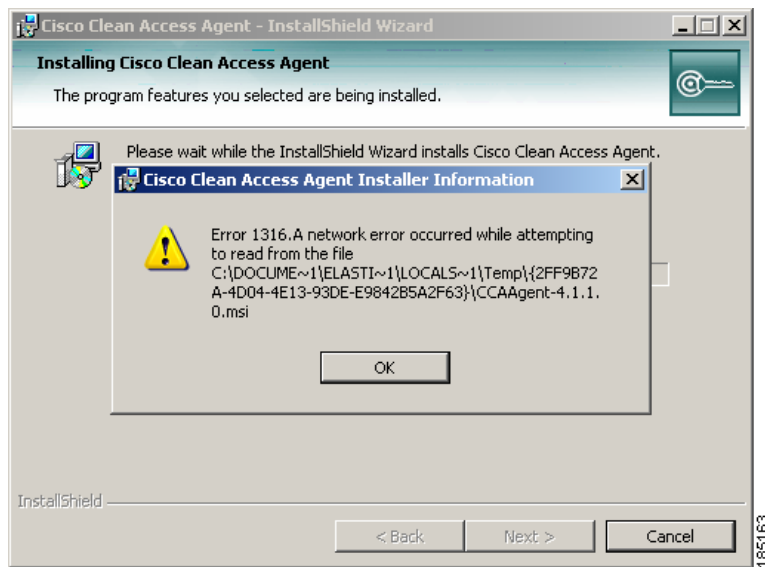 Cisco Clean Access Agent - InstallShield Wizard
Installing Cisco Clean Access Agent
The program features you selected are being installed.
Please wait while the InstallShield Wizard installs Cisco Clean Access Agent.
Cisco Clean Access Agent Installer Information
Error 1316.A network error occurred while attempting
to read from the file
C:\DOCUME~1\ELASTI~1\LOCALS~1\Temp\{2FF9B72
A-4D04-4E13-93DE-E9842B5A2F63}\CCAAgent-4.1.1.
0.msi
OK
InstallShield
< Back
Next >
Cancel
185163